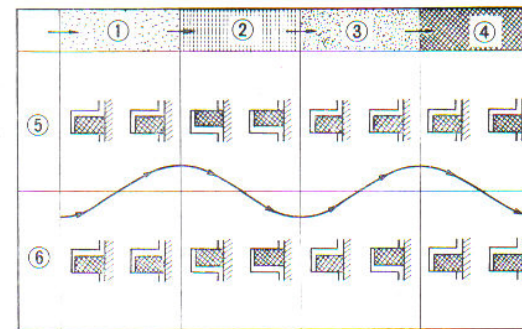 ① ② ③ ④
⑤
⑥